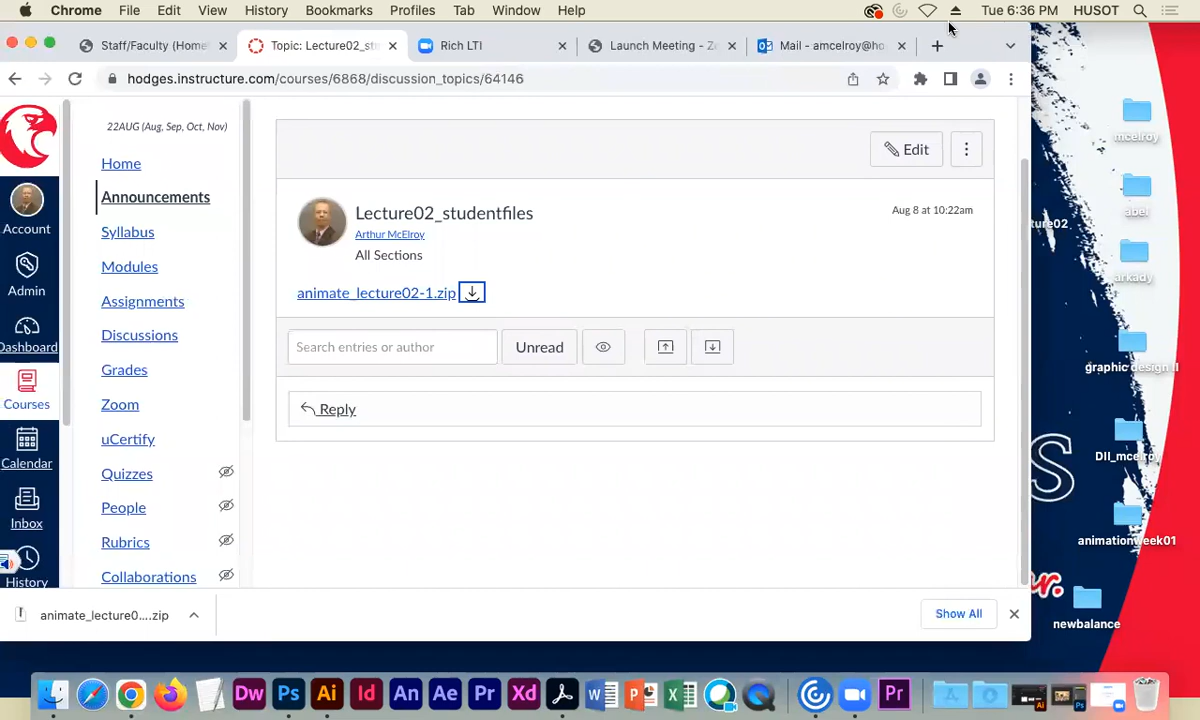 Chrome File Edit View History Bookmarks Profiles Tab Window Help Tue 6:36 PM HUSOT
Staff/Faculty (Home Topic: Lecture02_st Rich LTI Launch Meeting - Z Mail - amcelroy@ho
hodges.instructure.com/courses/6868/discussion_topics/64146
22AUG (Aug, Sep, Oct, Nov)
Home
Announcements
Syllabus
Modules
Assignments
Discussions
Grades
Zoom
uCertify
Quizzes
People
Rubrics
Collaborations
Account
Admin
Dashboard
Courses
Calendar
Inbox
History
Edit
Lecture02_studentfiles
Aug 8 at 10:22am
Arthur McElroy
All Sections
animate_lecture02-1.zip
Search entries or author
Unread
Reply
animate_lecture0....zip
Show All
mcelroy
abel
ture02
arkady
graphic design II
DII_mcelroy
animationweek01
newbalance
Dw Ps Ai Id An Ae Pr Xd Pr